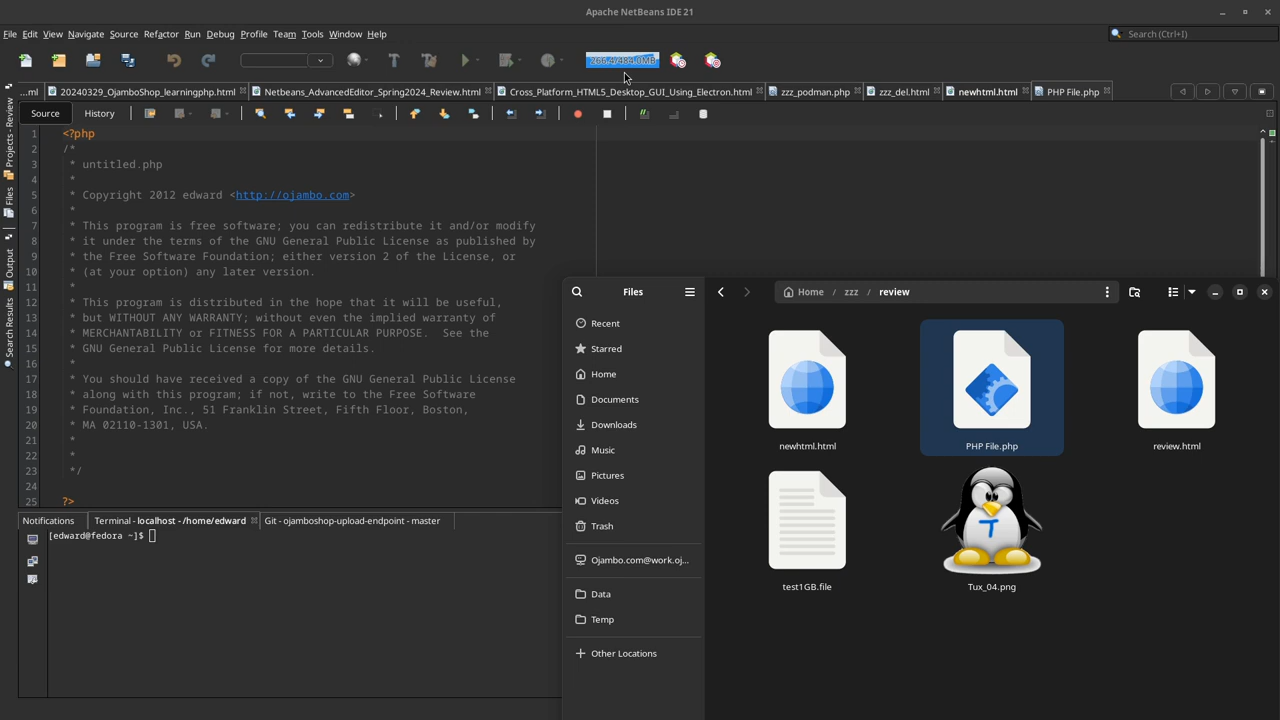 Apache NetBeans IDE 21
File Edit View Navigate Source Refactor Run Debug Profile Team Tools Window Help
Search (Ctrl+I)
266.4/484.0MB
...ml 20240329_OjamboShop_learningphp.html Netbeans_AdvancedEditor_Spring2024_Review.html Cross_Platform_HTML5_Desktop_GUI_Using_Electron.html zzz_podman.php zzz_del.html newhtml.html PHP File.php
Source History
Projects - Review
Files
Output
Search Results
1 <?php
2 /*
3 * untitled.php
4 *
5 * Copyright 2012 edward <http://ojambo.com>
6 *
7 * This program is free software; you can redistribute it and/or modify
8 * it under the terms of the GNU General Public License as published by
9 * the Free Software Foundation; either version 2 of the License, or
10 * (at your option) any later version.
11 *
12 * This program is distributed in the hope that it will be useful,
13 * but WITHOUT ANY WARRANTY; without even the implied warranty of
14 * MERCHANTABILITY or FITNESS FOR A PARTICULAR PURPOSE.  See the
15 * GNU General Public License for more details.
16 *
17 * You should have received a copy of the GNU General Public License
18 * along with this program; if not, write to the Free Software
19 * Foundation, Inc., 51 Franklin Street, Fifth Floor, Boston,
20 * MA 02110-1301, USA.
21 *
22 *
23 */
24
25 ?>
Notifications Terminal - localhost - /home/edward Git - ojamboshop-upload-endpoint - master
[edward@fedora ~]$
Files
Home / zzz / review
Recent
Starred
Home
Documents
Downloads
Music
Pictures
Videos
Trash
Ojambo.com@work.oj...
Data
Temp
Other Locations
newhtml.html
PHP File.php
review.html
test1GB.file
T
Tux_04.png